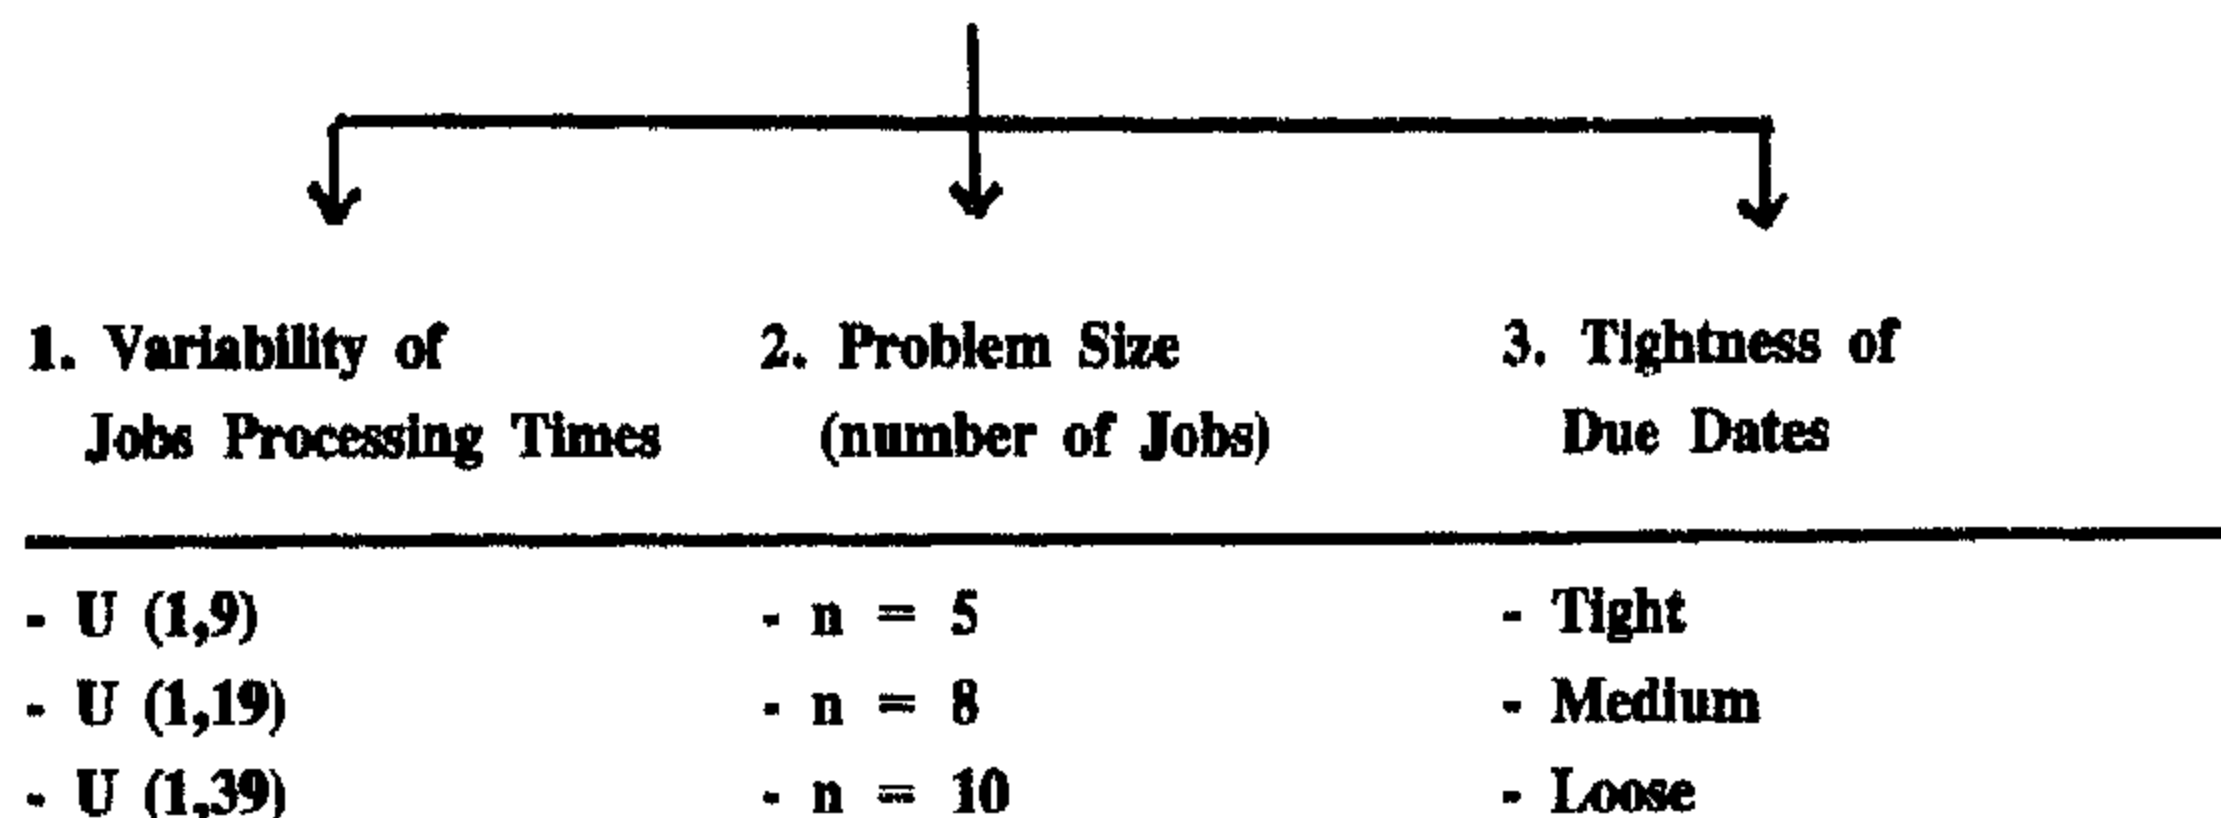 1. Variability of
Jobs Processing Times
2. Problem Size
(number of Jobs)
3. Tightness of
Due Dates
- U (1,9)
- U (1,19)
- U (1,39)
- n = 5
- n = 8
- n = 10
- Tight
- Medium
- Loose